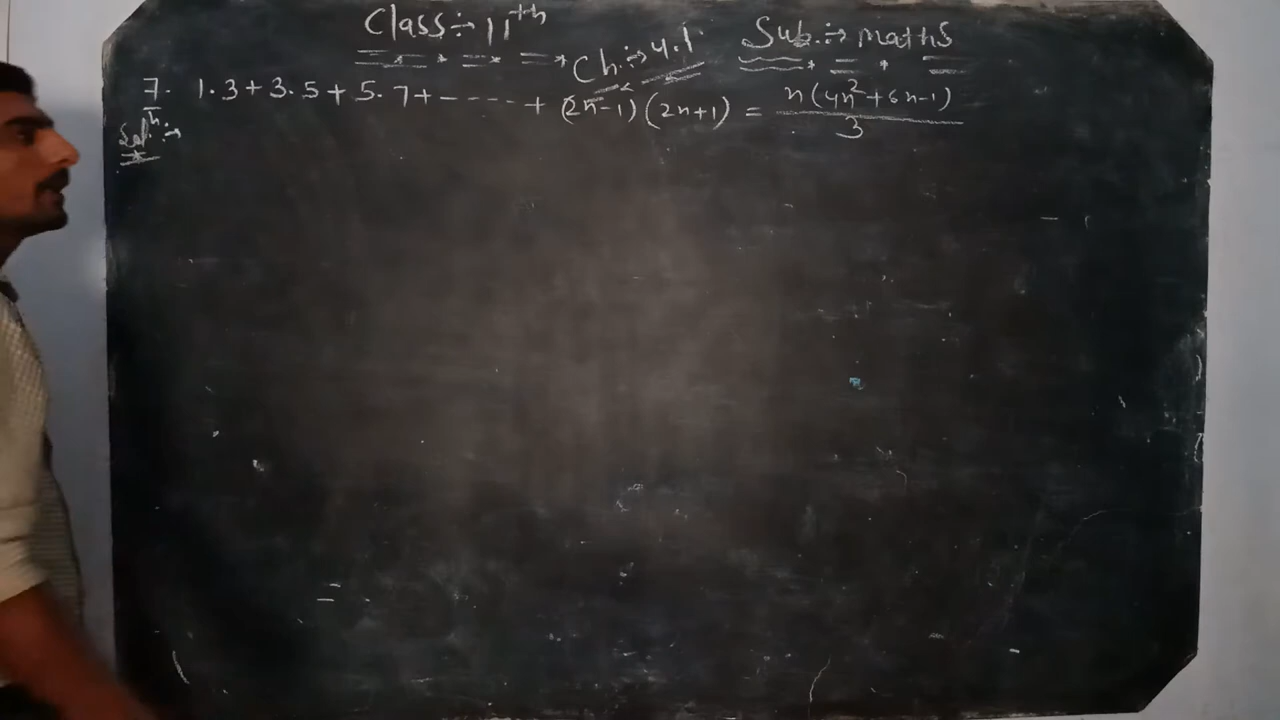 Class÷ 11th Sub.÷ maths
Ch÷ 4.1
7. 1.3+3.5+5.7+-----+(2n-1)(2n+1) = n(4n²+6n-1)/3
Solⁿ÷